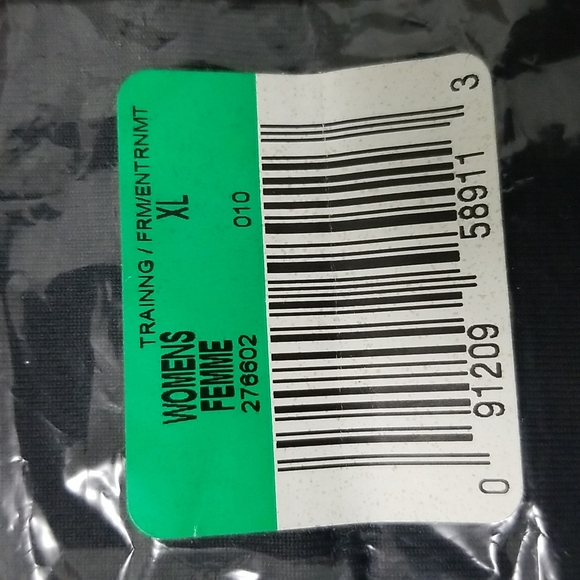 TRAINNG / FRM/ENTRNMT
WOMENS XL
FEMME
276602 010
0 91209 58911 3